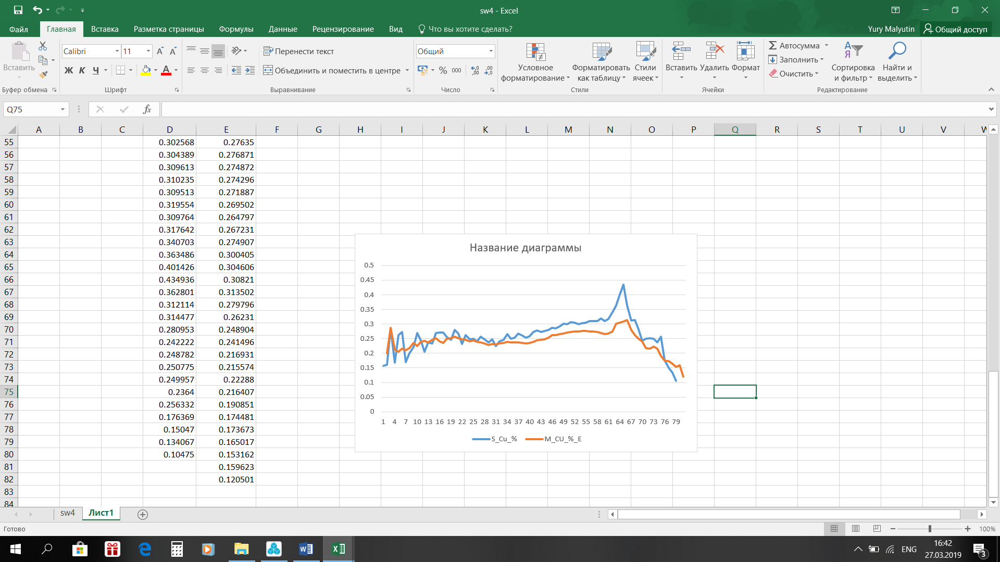 sw4 - Excel
Файл Главная Вставка Разметка страницы Формулы Данные Рецензирование Вид Что вы хотите сделать? Yury Malyutin Общий доступ
Вставить
Буфер обмена
Calibri 11
Ж К Ч А
Шрифт
Перенести текст
Объединить и поместить в центре
Выравнивание
Общий
% 000
Число
Условное форматирование
Форматировать как таблицу
Стили ячеек
Стили
Вставить Удалить Формат
Ячейки
Автосумма
Заполнить
Очистить
Сортировка и фильтр
Найти и выделить
Редактирование
Q75 fx
A B C D E F G H I J K L M N O P Q R S T U V W
55 0.302568 0.27635
56 0.304389 0.276871
57 0.309613 0.274872
58 0.310235 0.274296
59 0.309513 0.271887
60 0.319554 0.269502
61 0.309764 0.264797
62 0.317642 0.267231
63 0.340703 0.274907
64 0.363486 0.300405
65 0.401426 0.304606
66 0.434936 0.30821
67 0.362801 0.313502
68 0.312114 0.279796
69 0.314477 0.26231
70 0.280953 0.248904
71 0.242222 0.241496
72 0.248782 0.216931
73 0.250775 0.215574
74 0.249957 0.22288
75 0.2364 0.216407
76 0.256332 0.190851
77 0.176369 0.174481
78 0.15047 0.173673
79 0.134067 0.165017
80 0.10475 0.153162
81 0.159623
82 0.120501
83
84
Название диаграммы
0.5
0.45
0.4
0.35
0.3
0.25
0.2
0.15
0.1
0.05
0
1 4 7 10 13 16 19 22 25 28 31 34 37 40 43 46 49 52 55 58 61 64 67 70 73 76 79
S_Cu_% M_CU_%_E
sw4 Лист1
Готово 100%
ENG 16:42
27.03.2019
3